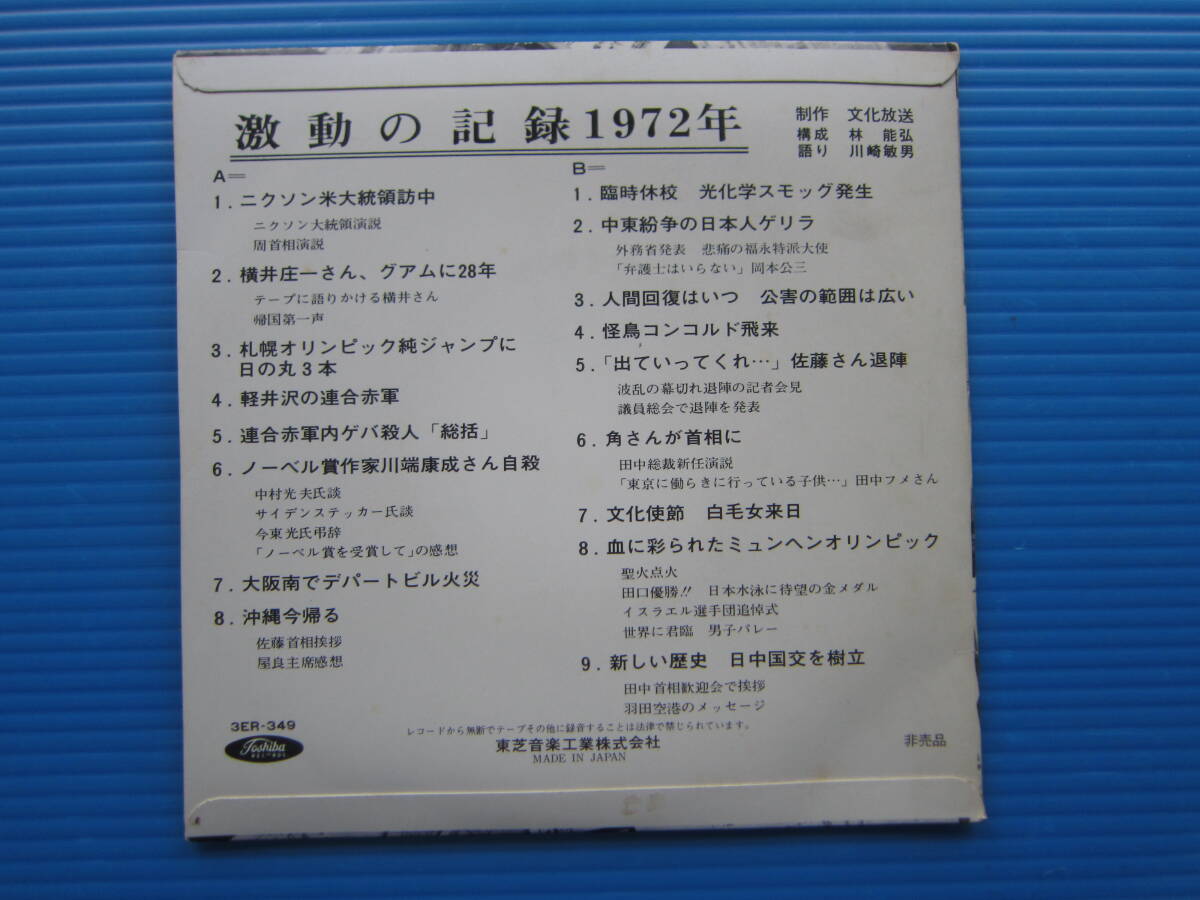 激動の記録1972年
制作 文化放送
構成 林 能弘
語り 川崎敏男
A=
1. ニクソン米大統領訪中
ニクソン大統領演説
周首相演説
2. 横井庄一さん、グアムに28年
テープに語りかける横井さん
帰国第一声
3. 札幌オリンピック純ジャンプに
日の丸3本
4. 軽井沢の連合赤軍
5. 連合赤軍内ゲバ殺人「総括」
6. ノーベル賞作家川端康成さん自殺
中村光夫氏談
サイデンステッカー氏談
今東光氏弔辞
「ノーベル賞を受賞して」の感想
7. 大阪南でデパートビル火災
8. 沖縄今帰る
佐藤首相挨拶
屋良主席感想
B=
1. 臨時休校 光化学スモッグ発生
2. 中東紛争の日本人ゲリラ
外務省発表 悲痛の福永特派大使
「弁護士はいらない」岡本公三
3. 人間回復はいつ 公害の範囲は広い
4. 怪鳥コンコルド飛来
5. 「出ていってくれ…」佐藤さん退陣
波乱の幕切れ退陣の記者会見
議員総会で退陣を発表
6. 角さんが首相に
田中総裁新任演説
「東京に働らきに行っている子供…」田中フメさん
7. 文化使節 白毛女来日
8. 血に彩られたミュンヘンオリンピック
聖火点火
田口優勝!! 日本水泳に待望の金メダル
イスラエル選手団追悼式
世界に君臨 男子バレー
9. 新しい歴史 日中国交を樹立
田中首相歓迎会で挨拶
羽田空港のメッセージ
3ER-349
Toshiba
RECORDS
レコードから無断でテープその他に録音することは法律で禁じられています。
東芝音楽工業株式会社
MADE IN JAPAN
非売品